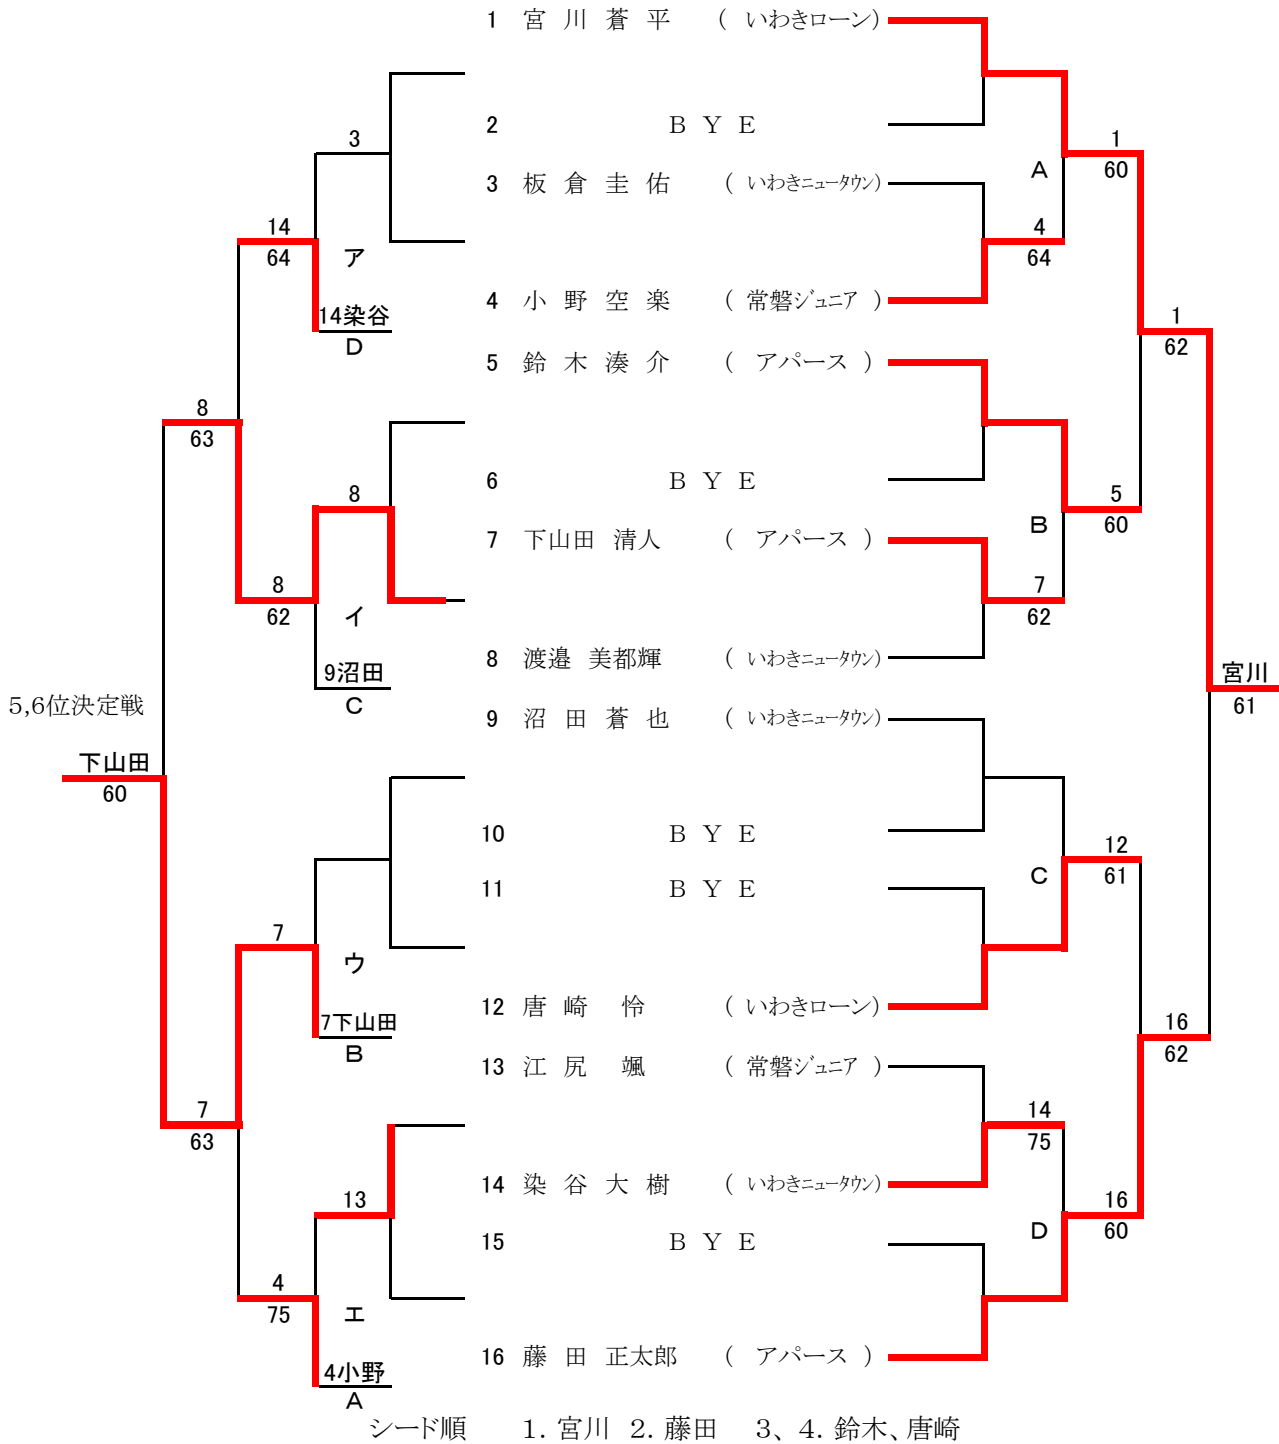 1 宮 川 蒼 平 ( いわきローン)
2 B Y E
3 板 倉 圭 佑 ( いわきニュータウン)
4 小 野 空 楽 ( 常磐ジュニア )
5 鈴 木 湊 介 ( アパース )
6 B Y E
7 下山田 清人 ( アパース )
8 渡邉 美都輝 ( いわきニュータウン)
9 沼 田 蒼 也 ( いわきニュータウン)
10 B Y E
11 B Y E
12 唐 崎 怜 ( いわきローン)
13 江 尻 颯 ( 常磐ジュニア )
14 染 谷 大 樹 ( いわきニュータウン)
15 B Y E
16 藤 田 正太郎 ( アパース )
3
14
64
ア
14染谷
D
8
63
8
8
62
イ
9沼田
C
5,6位決定戦
下山田
60
7
ウ
7下山田
B
7
63
13
4
75
エ
4小野
A
1
60
A
4
64
1
62
5
60
B
7
62
宮川
61
12
61
C
16
62
14
75
16
60
D
シード順 1. 宮川 2. 藤田 3、4. 鈴木、唐崎